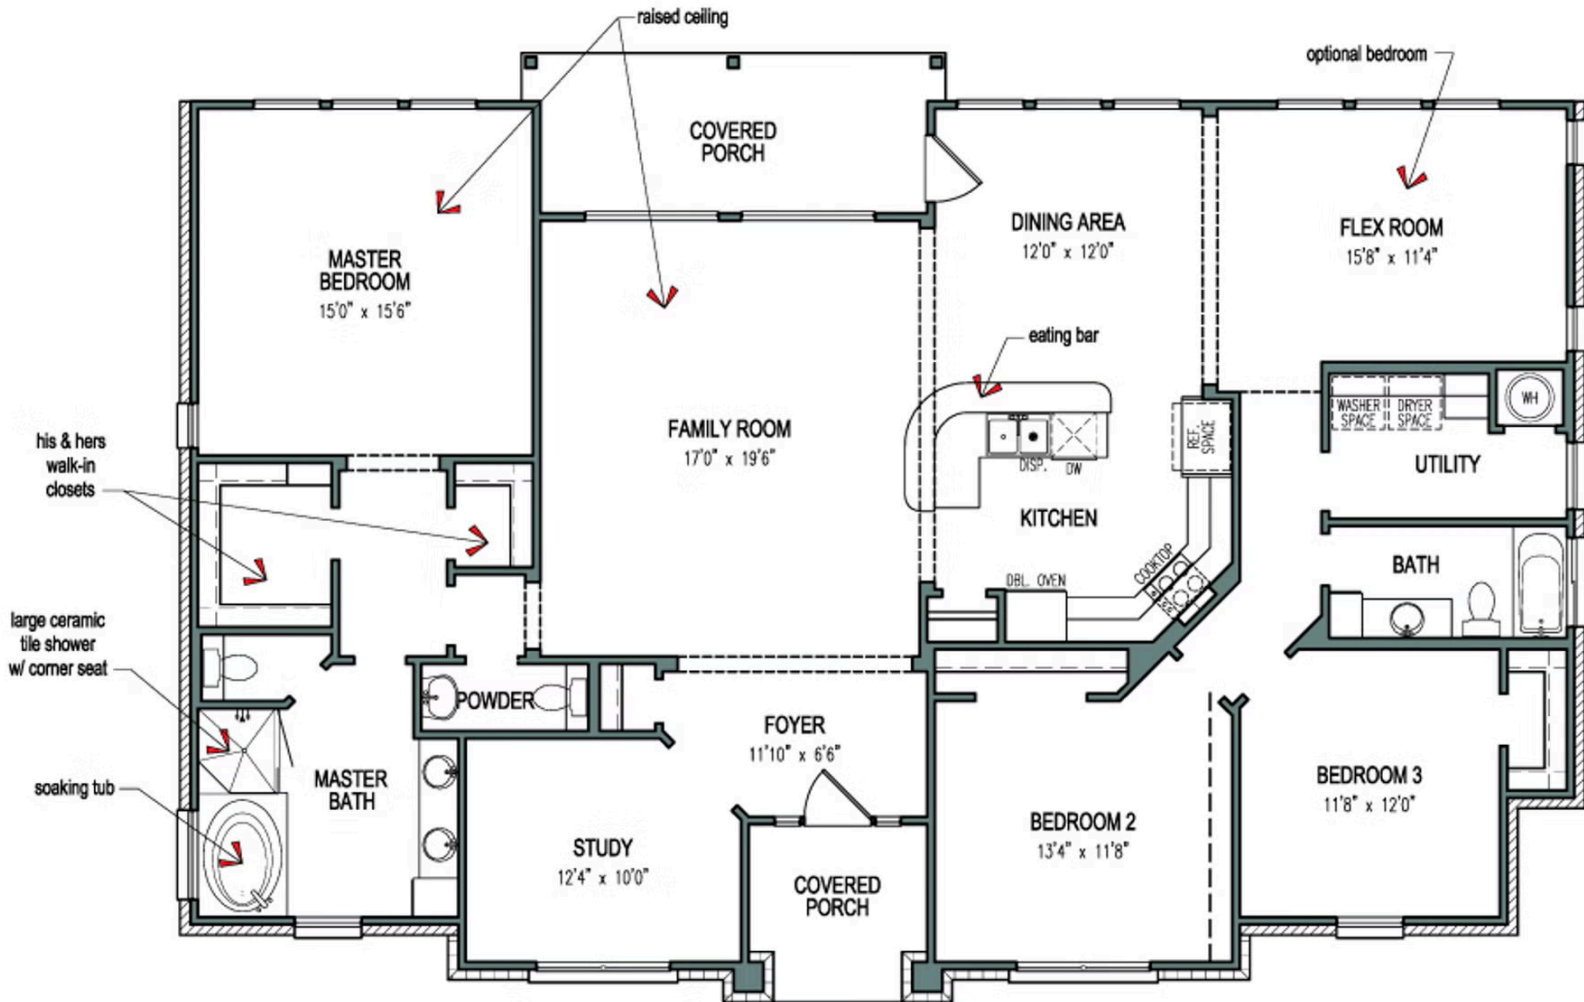 raised ceiling
optional bedroom
COVERED
PORCH
MASTER
BEDROOM
15'0" x 15'6"
DINING AREA
12'0" x 12'0"
FLEX ROOM
15'8" x 11'4"
eating bar
his & hers
walk-in
closets
FAMILY ROOM
17'0" x 19'6"
WASHER
SPACE
DRYER
SPACE
WH
REF.
SPACE
DISP.
DW
UTILITY
KITCHEN
BATH
COOKTOP
DBL. OVEN
large ceramic
tile shower
w/ corner seat
POWDER
FOYER
11'10" x 6'6"
soaking tub
MASTER
BATH
STUDY
12'4" x 10'0"
COVERED
PORCH
BEDROOM 2
13'4" x 11'8"
BEDROOM 3
11'8" x 12'0"